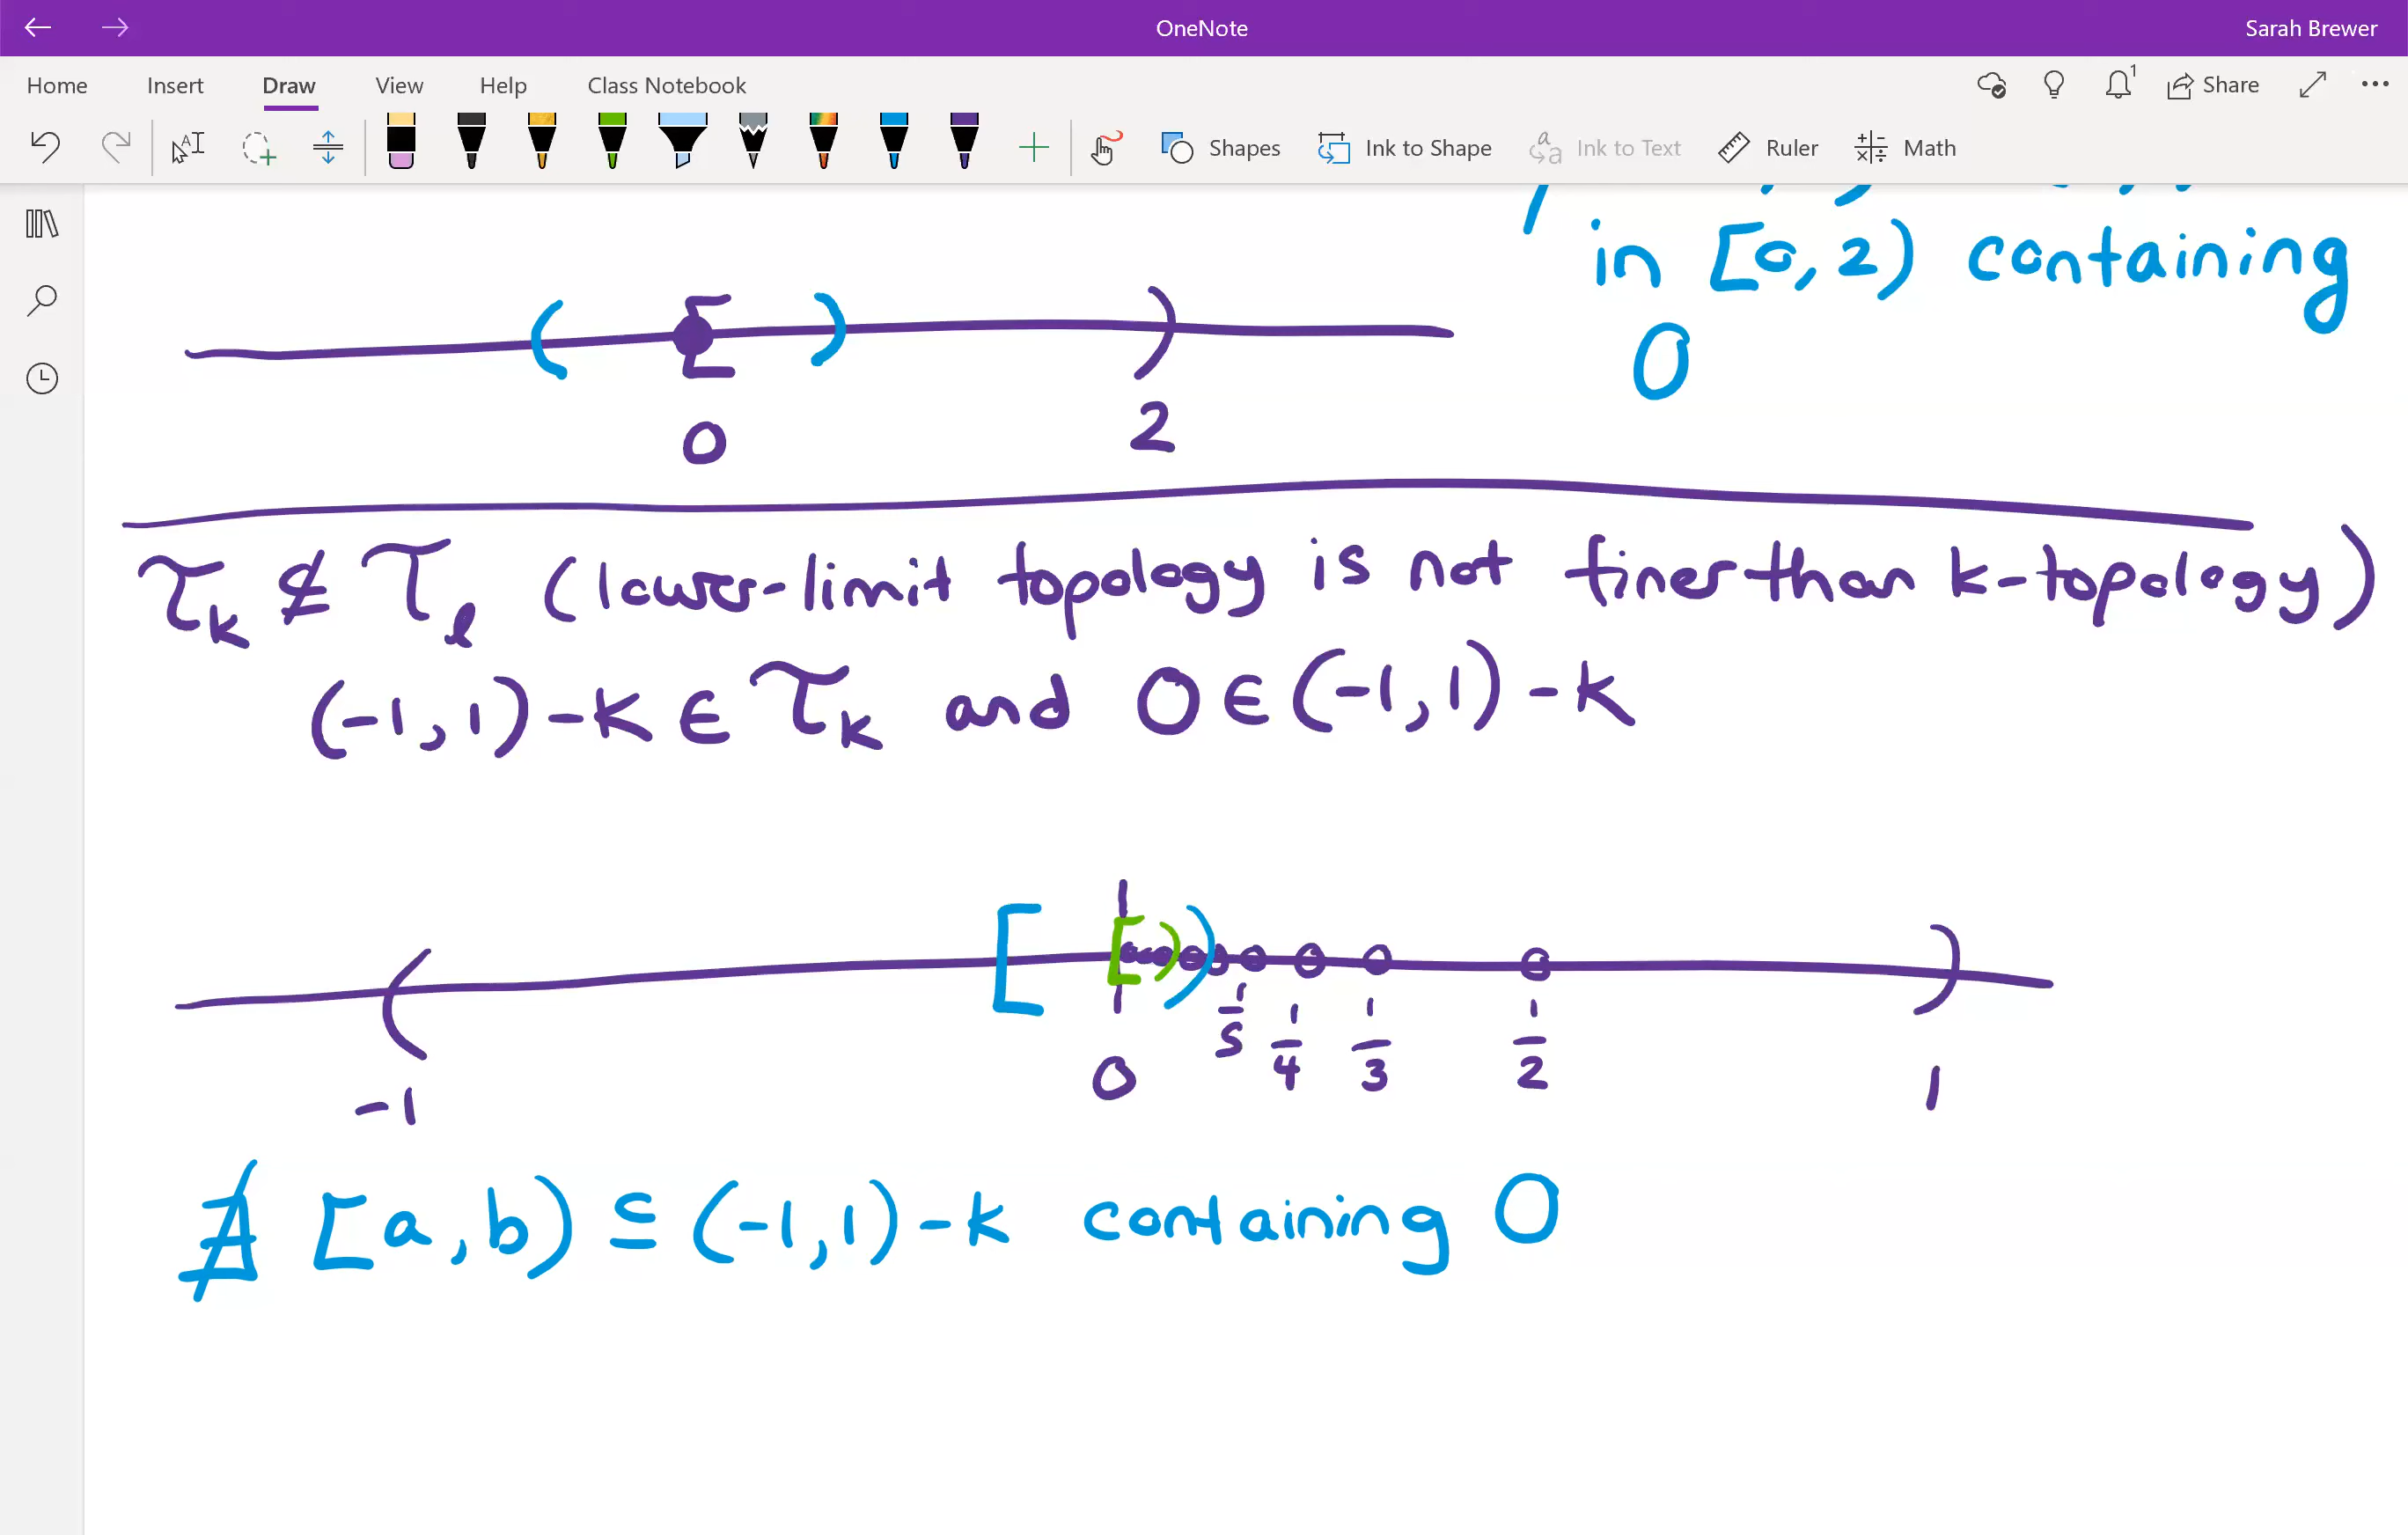 OneNote
Sarah Brewer
Home Insert Draw View Help Class Notebook
1
Share
Shapes Ink to Shape Ink to Text Ruler Math
in [0,2) containing
0
( [ ) )
0 2
τk ⊄ τl (lower-limit topology is not finer than k-topology)
(-1,1)-K ∈ τk and 0 ∈ (-1,1)-K
( [ [ ) ) )
-1 0 1/5 1/4 1/3 1/2 1
∄ [a,b) ⊆ (-1,1)-K containing 0